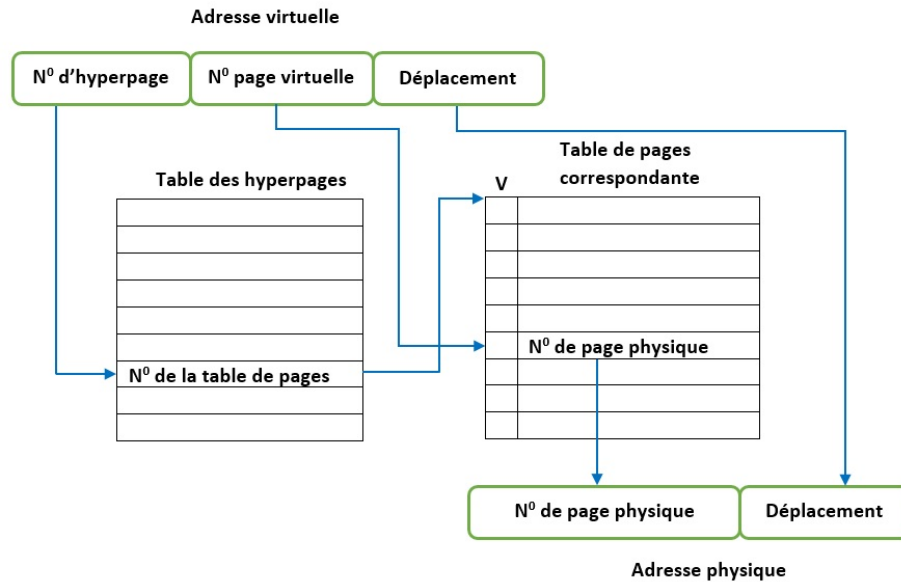 Adresse virtuelle
N⁰ d’hyperpage
N⁰ page virtuelle
Déplacement
Table des hyperpages
Table de pages
correspondante
V
N⁰ de page physique
N⁰ de la table de pages
N⁰ de page physique
Déplacement
Adresse physique